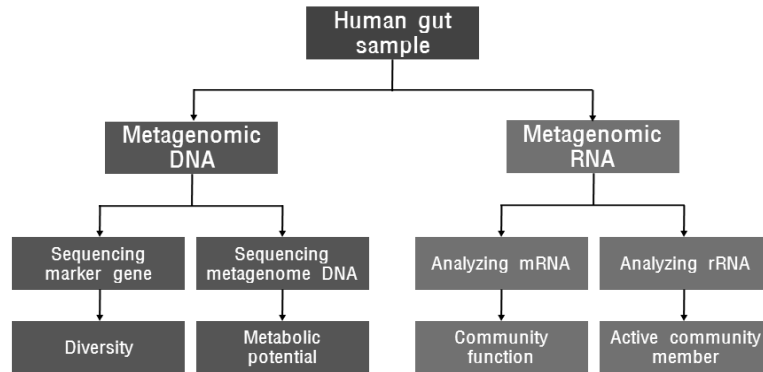 Human gut
sample
Metagenomic
DNA
Metagenomic
RNA
Sequencing
marker gene
Sequencing
metagenome DNA
Analyzing mRNA
Analyzing rRNA
Diversity
Metabolic
potential
Community
function
Active community
member